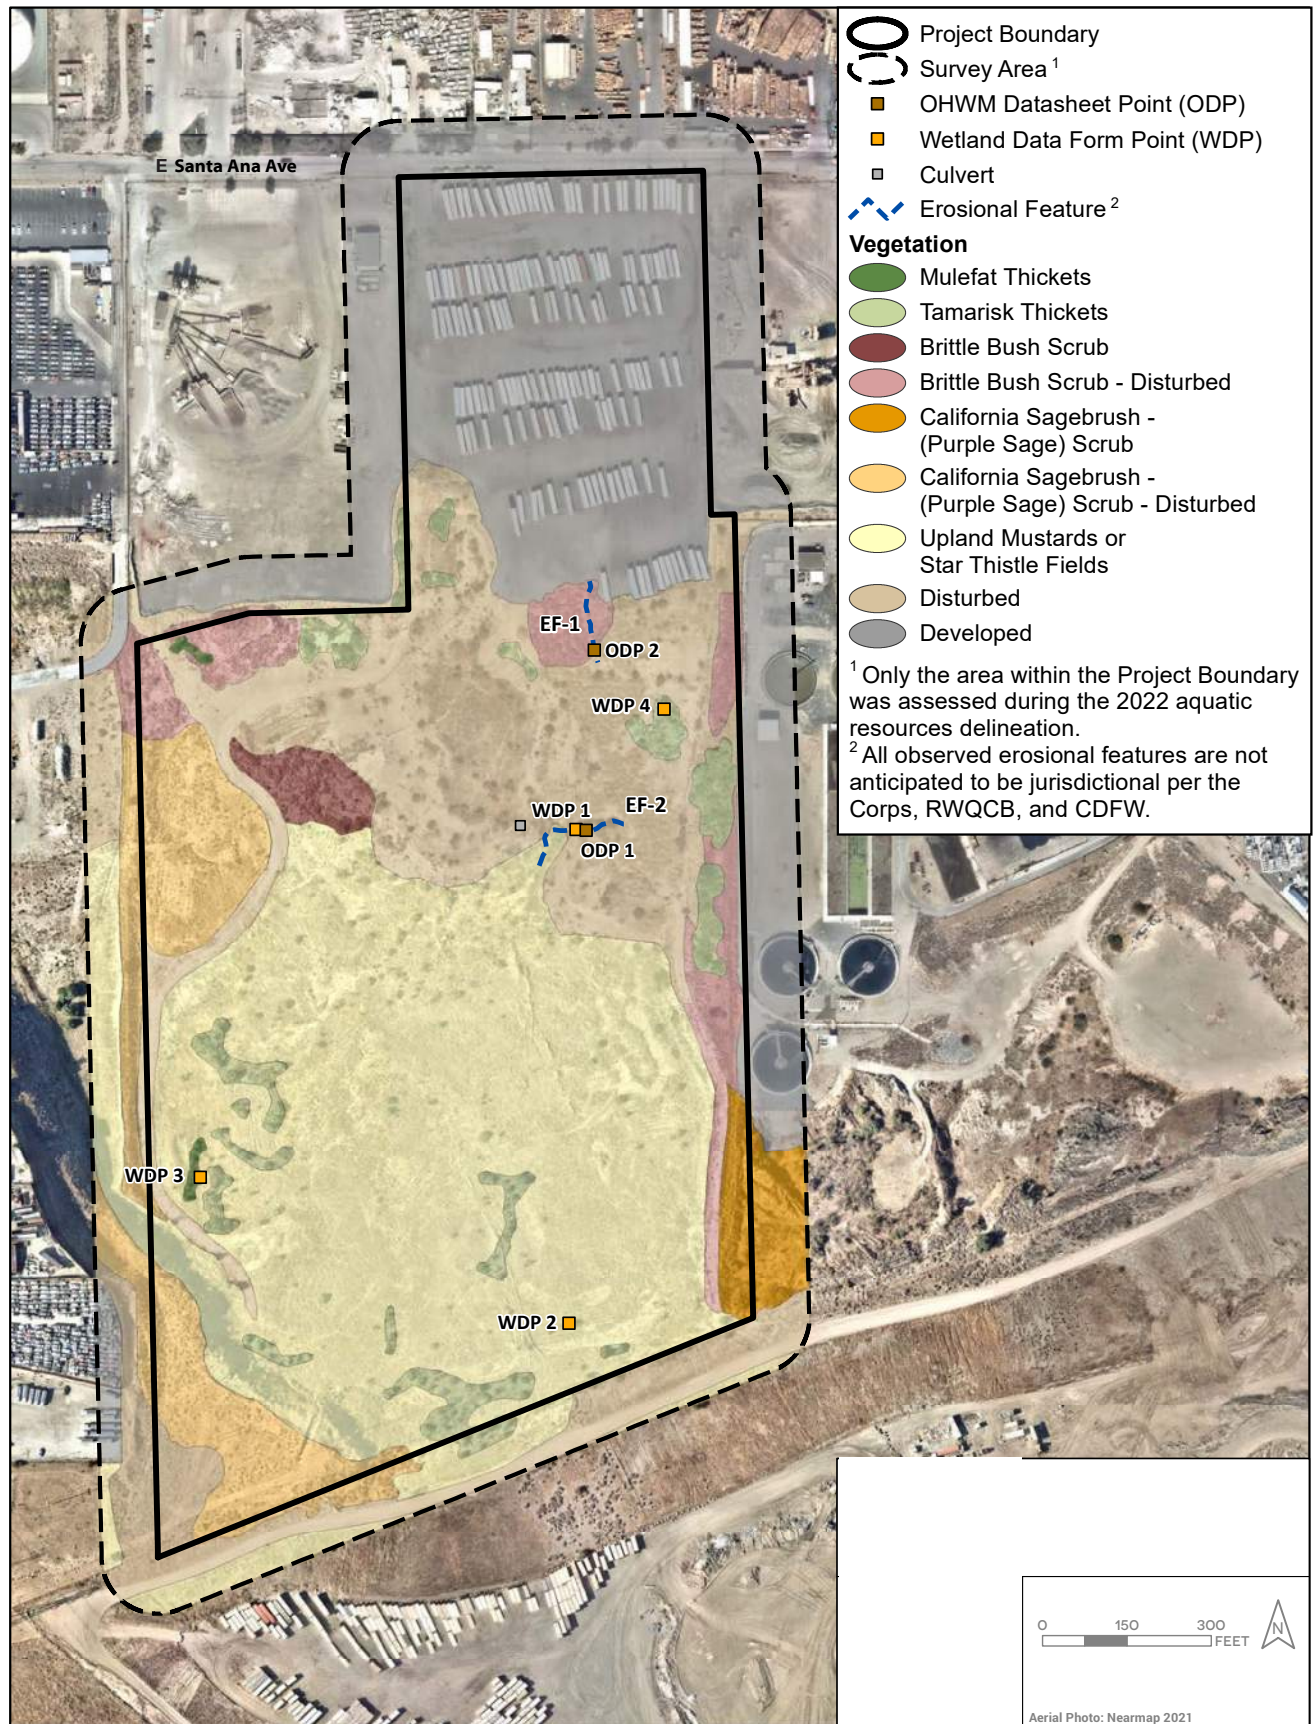 Project Boundary
Survey Area 1
OHWM Datasheet Point (ODP)
Wetland Data Form Point (WDP)
Culvert
Erosional Feature 2
Vegetation
Mulefat Thickets
Tamarisk Thickets
Brittle Bush Scrub
Brittle Bush Scrub - Disturbed
California Sagebrush -
(Purple Sage) Scrub
California Sagebrush -
(Purple Sage) Scrub - Disturbed
Upland Mustards or
Star Thistle Fields
Disturbed
Developed
1 Only the area within the Project Boundary
was assessed during the 2022 aquatic
resources delineation.
2 All observed erosional features are not
anticipated to be jurisdictional per the
Corps, RWQCB, and CDFW.
E Santa Ana Ave
EF-1
ODP 2
WDP 4
WDP 1
EF-2
ODP 1
WDP 3
WDP 2
0 150 300
FEET
N
Aerial Photo: Nearmap 2021